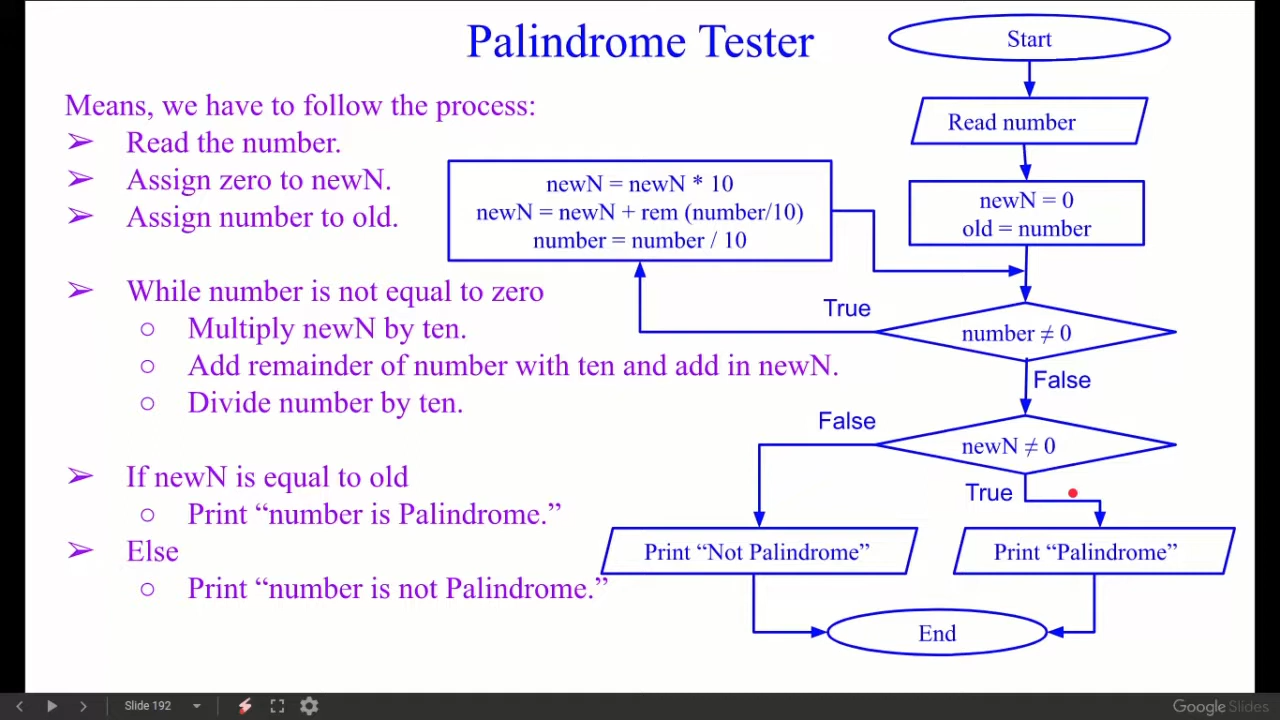 Palindrome Tester
Means, we have to follow the process:
➢ Read the number.
➢ Assign zero to newN.
➢ Assign number to old.
➢ While number is not equal to zero
○ Multiply newN by ten.
○ Add remainder of number with ten and add in newN.
○ Divide number by ten.
➢ If newN is equal to old
○ Print “number is Palindrome.”
➢ Else
○ Print “number is not Palindrome.”
Start
Read number
newN = 0
old = number
newN = newN * 10
newN = newN + rem (number/10)
number = number / 10
True
number ≠ 0
False
False
newN ≠ 0
True
Print “Not Palindrome”
Print “Palindrome”
End
Slide 192
Google Slides